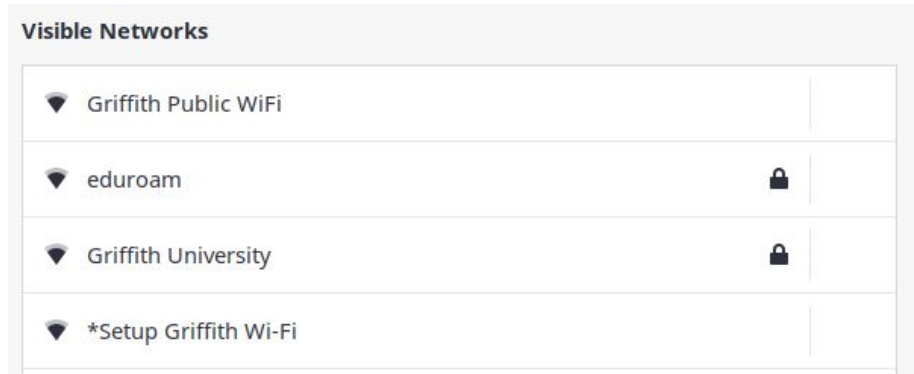 Visible Networks
Griffith Public WiFi
eduroam
Griffith University
*Setup Griffith Wi-Fi